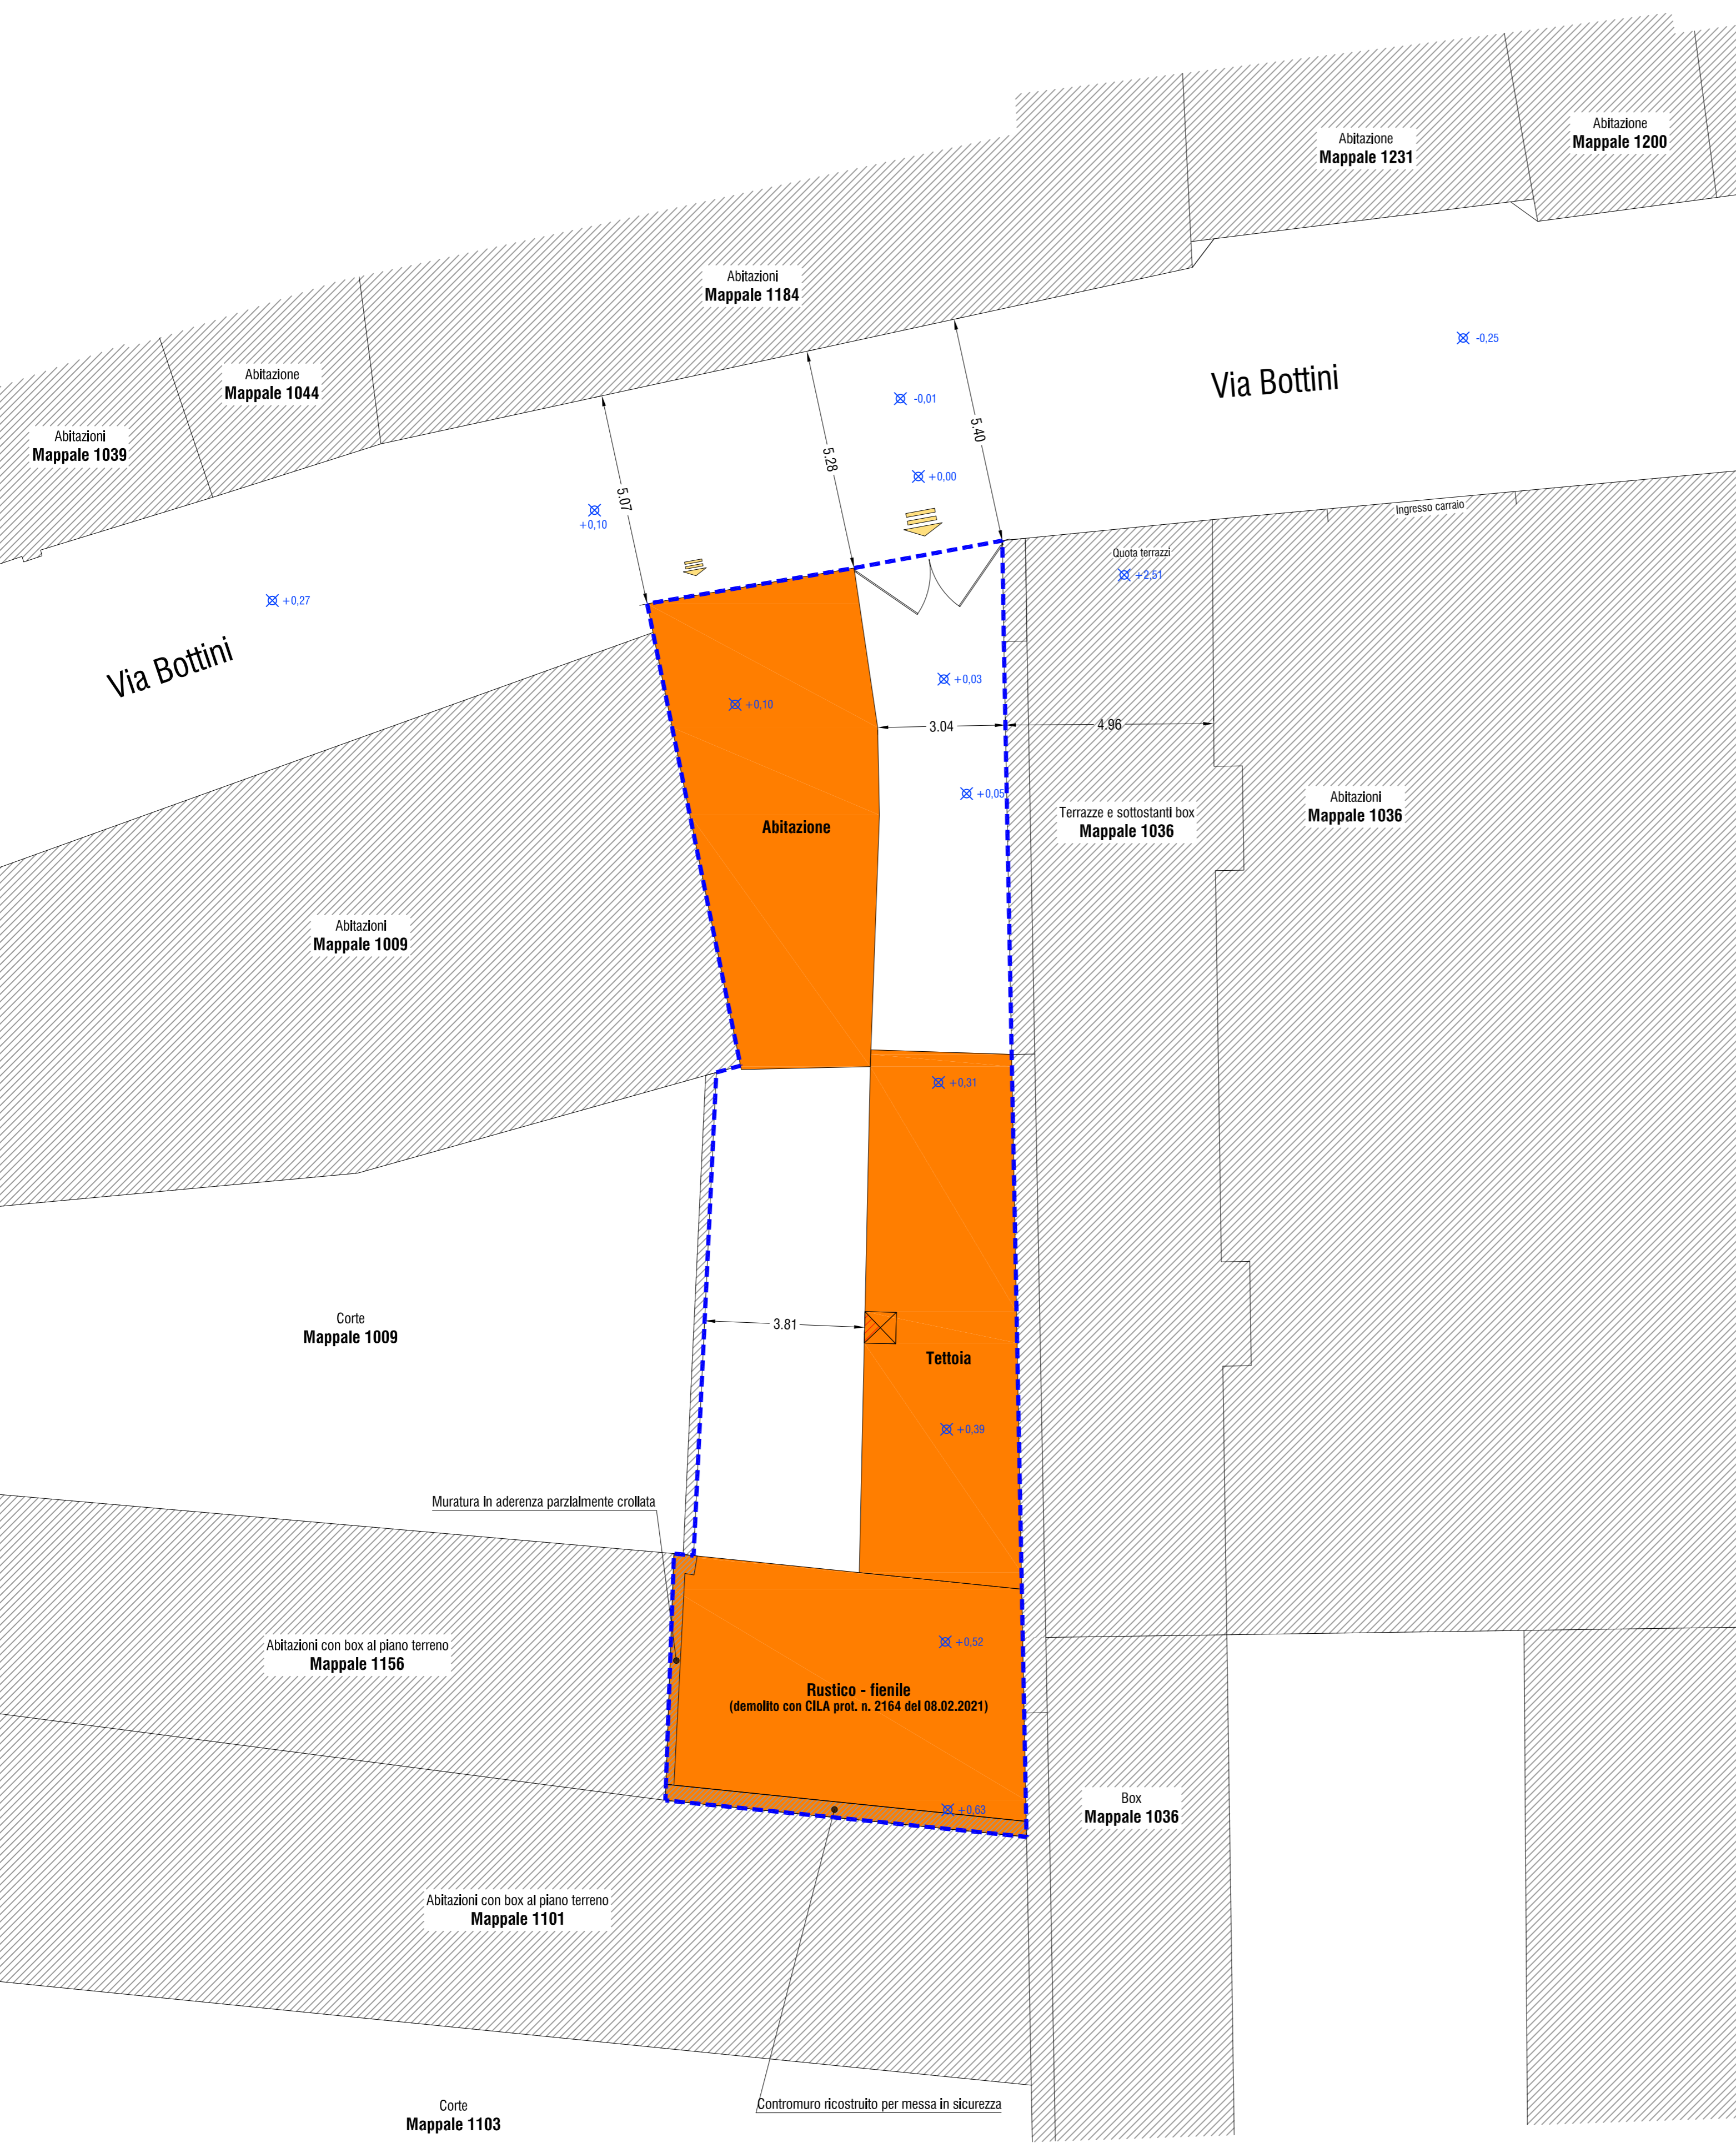 Abitazione
Mappale 1200
Abitazione
Mappale 1231
Abitazioni
Mappale 1184
-0,25
Abitazione
Mappale 1044
Via Bottini
-0,01
5.40
Abitazioni
Mappale 1039
5.28
+0,00
5.07
+0,10
Ingresso carraio
Quota terrazzi
+2,51
+0,27
Via Bottini
+0,03
+0,10
3.04
4.96
+0,05
Abitazioni
Mappale 1036
Terrazze e sottostanti box
Mappale 1036
Abitazione
Abitazioni
Mappale 1009
+0,31
Corte
Mappale 1009
3.81
Tettoia
+0,39
Muratura in aderenza parzialmente crollata
Abitazioni con box al piano terreno
Mappale 1156
+0,52
Rustico - fienile
(demolito con CILA prot. n. 2164 del 08.02.2021)
+0,63
Box
Mappale 1036
Abitazioni con box al piano terreno
Mappale 1101
Contromuro ricostruito per messa in sicurezza
Corte
Mappale 1103